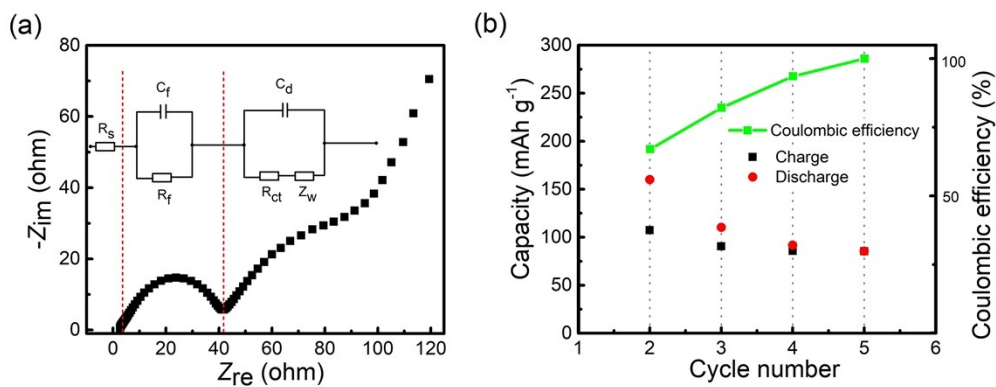 (a)
80
60
40
20
0
-Zim (ohm)
0 20 40 60 80 100 120
Zre (ohm)
Rs
Cf
Rf
Cd
Rct
Zw
(b)
300
250
200
150
100
50
0
Capacity (mAh g⁻¹)
1 2 3 4 5 6
Cycle number
100
50
0
Coulombic efficiency (%)
Coulombic efficiency
Charge
Discharge